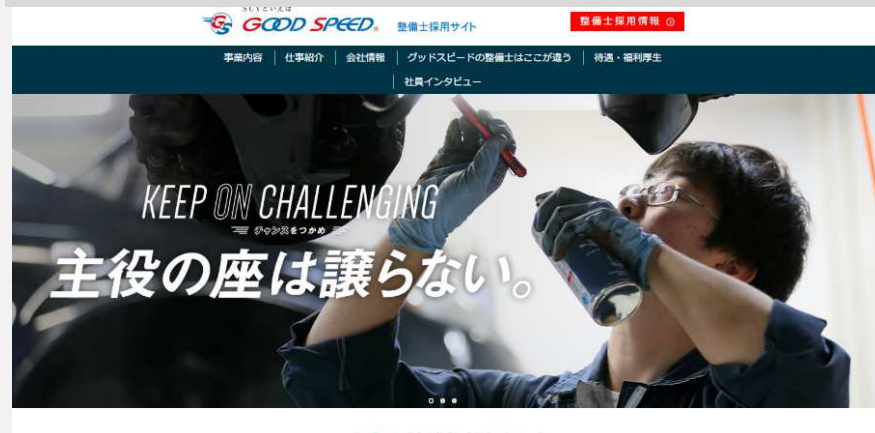 SUVといえば
GOOD SPEED. 整備士採用サイト
整備士採用情報
事業内容 仕事紹介 会社情報 グッドスピードの整備士はここが違う 待遇・福利厚生
社員インタビュー
KEEP ON CHALLENGING
チャンスをつかめ
主役の座は譲らない。